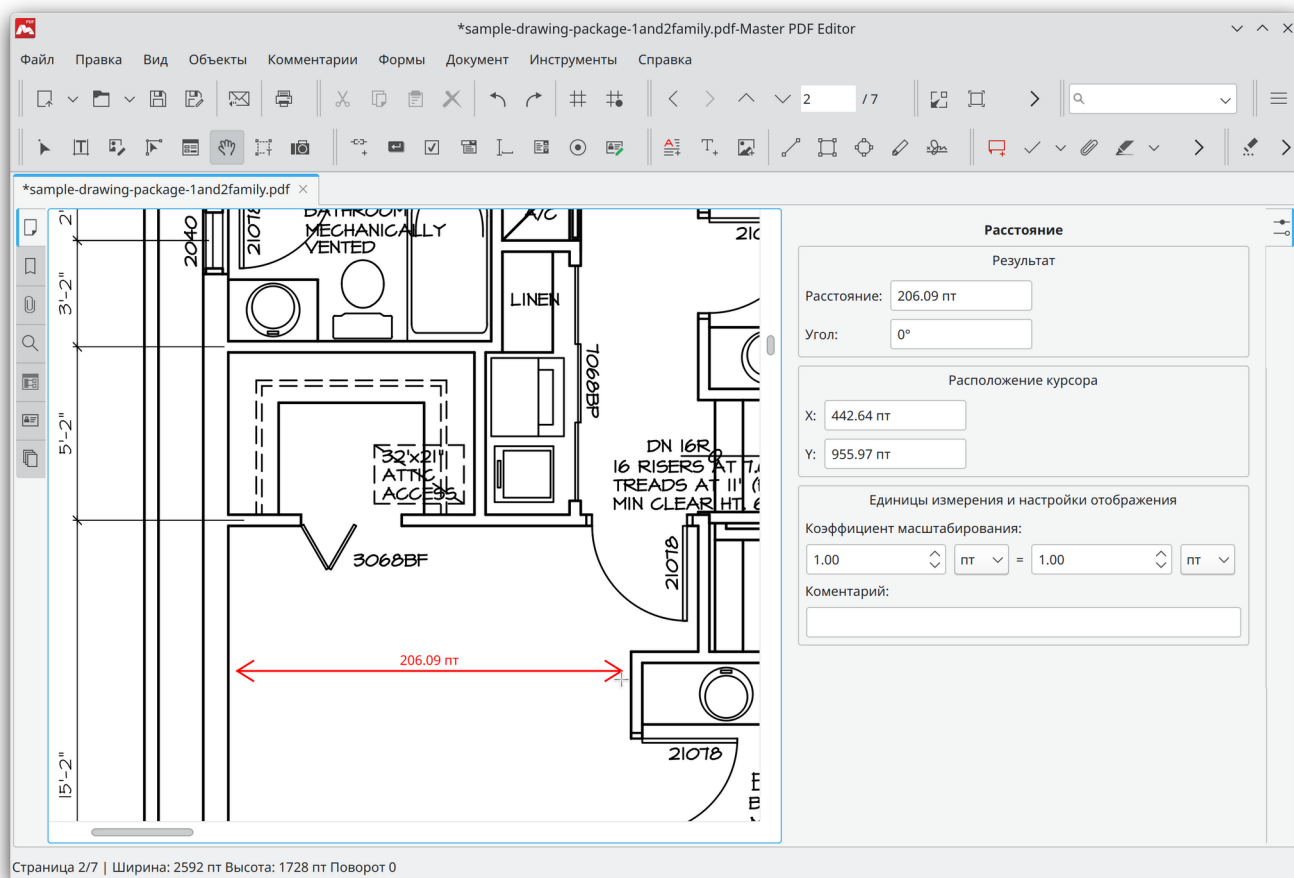 *sample-drawing-package-1and2family.pdf-Master PDF Editor
Файл Правка Вид Объекты Комментарии Формы Документ Инструменты Справка
2 / 7
*sample-drawing-package-1and2family.pdf
2'
3'-2"
5'-2"
15'-2"
2040
21078
BATHROOM
MECHANICALLY
VENTED
A/C
LINEN
7068BP
32"x21"
ATTIC
ACCESS
DN 16R
16 RISERS AT 7.
TREADS AT 11"
MIN CLEAR HT.
3068BF
21078
206.09 пт
21078
Расстояние
Результат
Расстояние: 206.09 пт
Угол: 0°
Расположение курсора
X: 442.64 пт
Y: 955.97 пт
Единицы измерения и настройки отображения
Коэффициент масштабирования:
1.00 пт = 1.00 пт
Коментарий:
Страница 2/7 | Ширина: 2592 пт Высота: 1728 пт Поворот 0